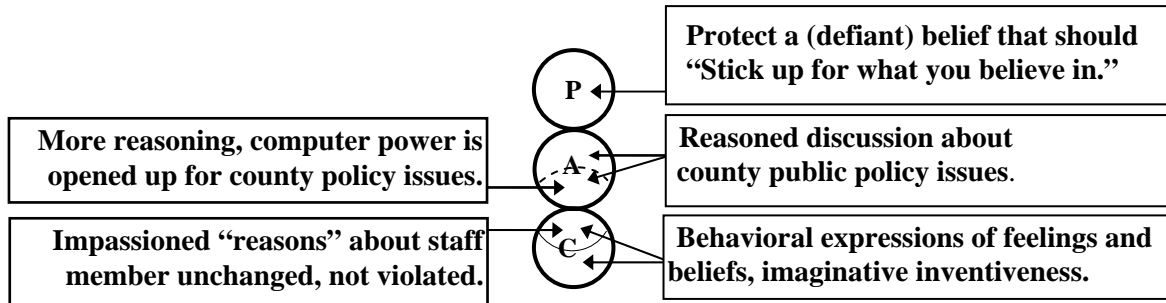 Protect a (defiant) belief that should
“Stick up for what you believe in.”
P
More reasoning, computer power is
opened up for county policy issues.
A
Reasoned discussion about
county public policy issues.
Impassioned “reasons” about staff
member unchanged, not violated.
C
Behavioral expressions of feelings and
beliefs, imaginative inventiveness.